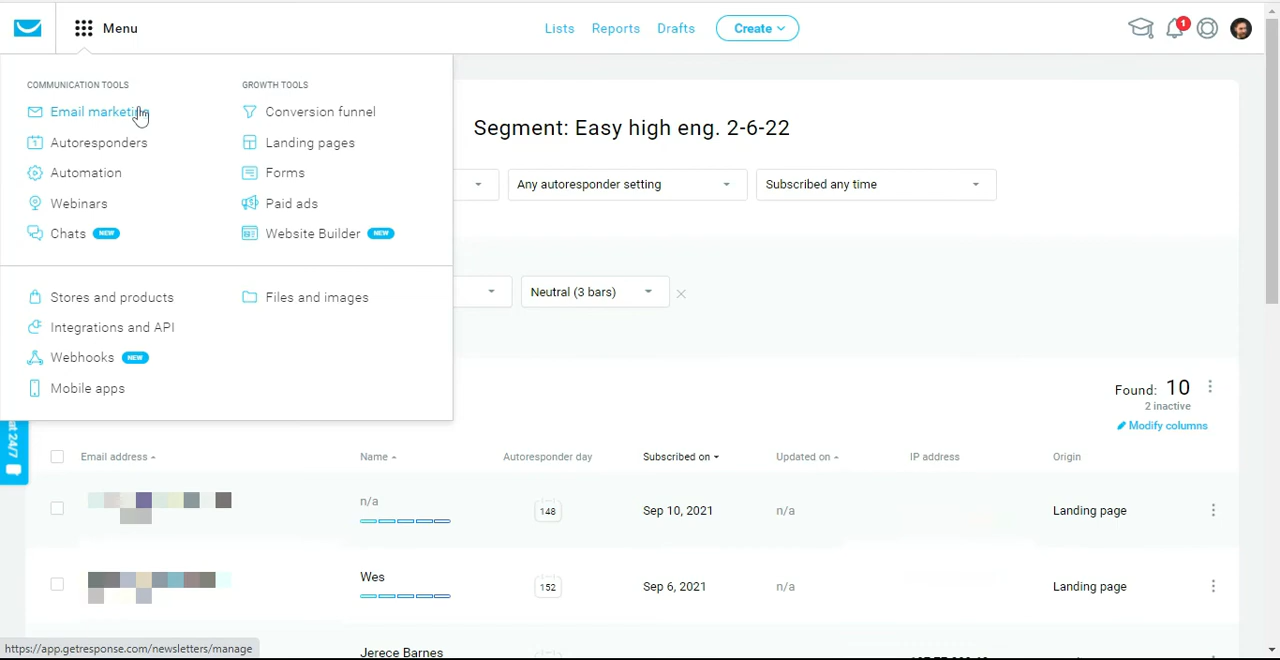 Menu
Lists
Reports
Drafts
Create
1
COMMUNICATION TOOLS
Email marketing
Autoresponders
Automation
Webinars
Chats NEW
GROWTH TOOLS
Conversion funnel
Landing pages
Forms
Paid ads
Website Builder NEW
Stores and products
Integrations and API
Webhooks NEW
Mobile apps
Files and images
Segment: Easy high eng. 2-6-22
Any autoresponder setting
Subscribed any time
Neutral (3 bars)
Found: 10
2 inactive
Modify columns
24/7
Email address
Name
Autoresponder day
Subscribed on
Updated on
IP address
Origin
n/a
148
Sep 10, 2021
n/a
Landing page
Wes
152
Sep 6, 2021
n/a
Landing page
Jerece Barnes
https://app.getresponse.com/newsletters/manage